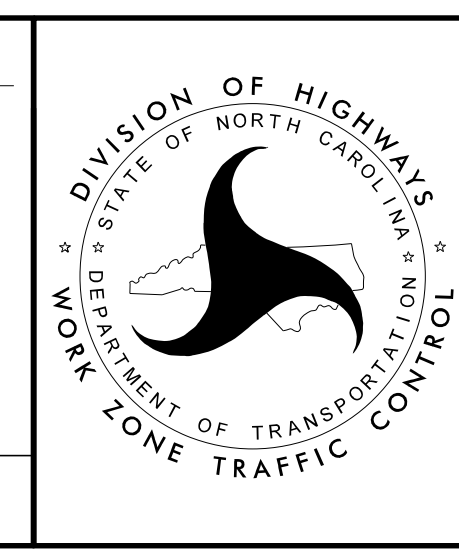 DIVISION OF HIGHWAYS
STATE OF NORTH CAROLINA
DEPARTMENT OF TRANSPORTATION
WORK ZONE TRAFFIC CONTROL